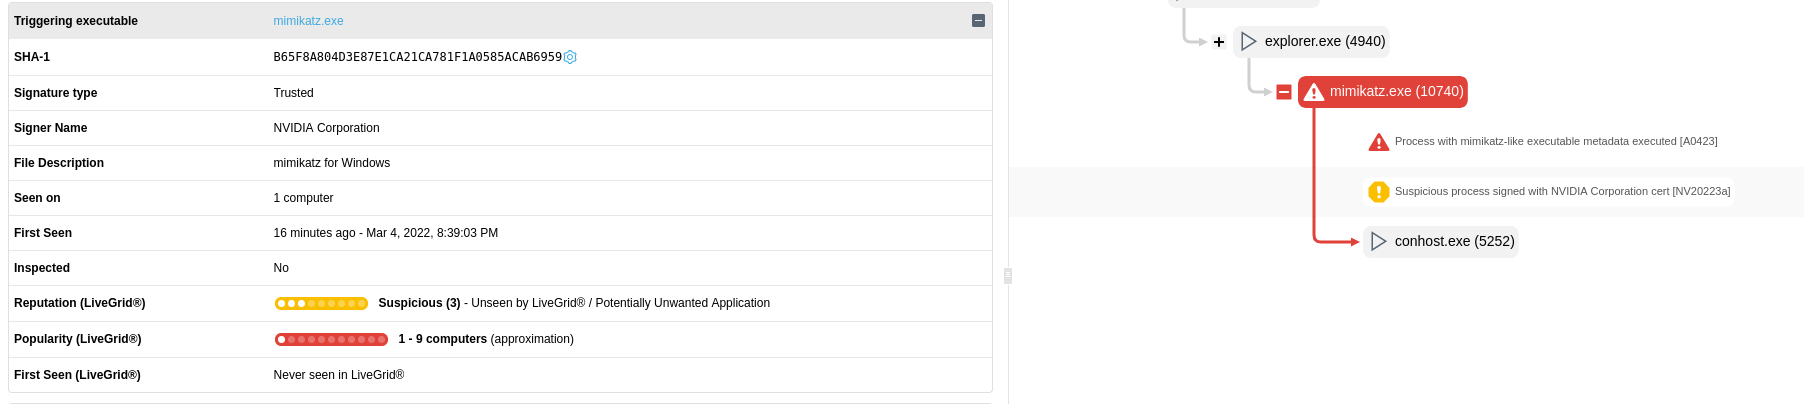 Triggering executable mimikatz.exe
SHA-1 B65F8A804D3E87E1CA21CA781F1A0585ACAB6959
Signature type Trusted
Signer Name NVIDIA Corporation
File Description mimikatz for Windows
Seen on 1 computer
First Seen 16 minutes ago - Mar 4, 2022, 8:39:03 PM
Inspected No
Reputation (LiveGrid®) Suspicious (3) - Unseen by LiveGrid® / Potentially Unwanted Application
Popularity (LiveGrid®) 1 - 9 computers (approximation)
First Seen (LiveGrid®) Never seen in LiveGrid®
explorer.exe (4940)
mimikatz.exe (10740)
Process with mimikatz-like executable metadata executed [A0423]
Suspicious process signed with NVIDIA Corporation cert [NV20223a]
conhost.exe (5252)